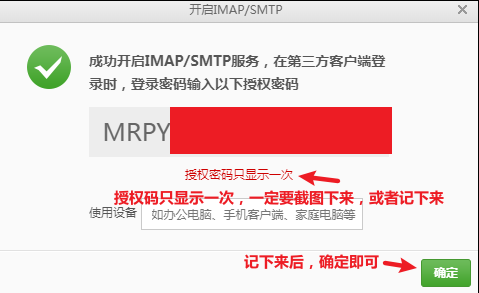 开启IMAP/SMTP
成功开启IMAP/SMTP服务，在第三方客户端登
录时，登录密码输入以下授权密码
MRPY
授权密码只显示一次
授权码只显示一次，一定要截图下来，或者记下来
使用设备 如办公电脑、手机客户端、家庭电脑等
记下来后，确定即可
确定